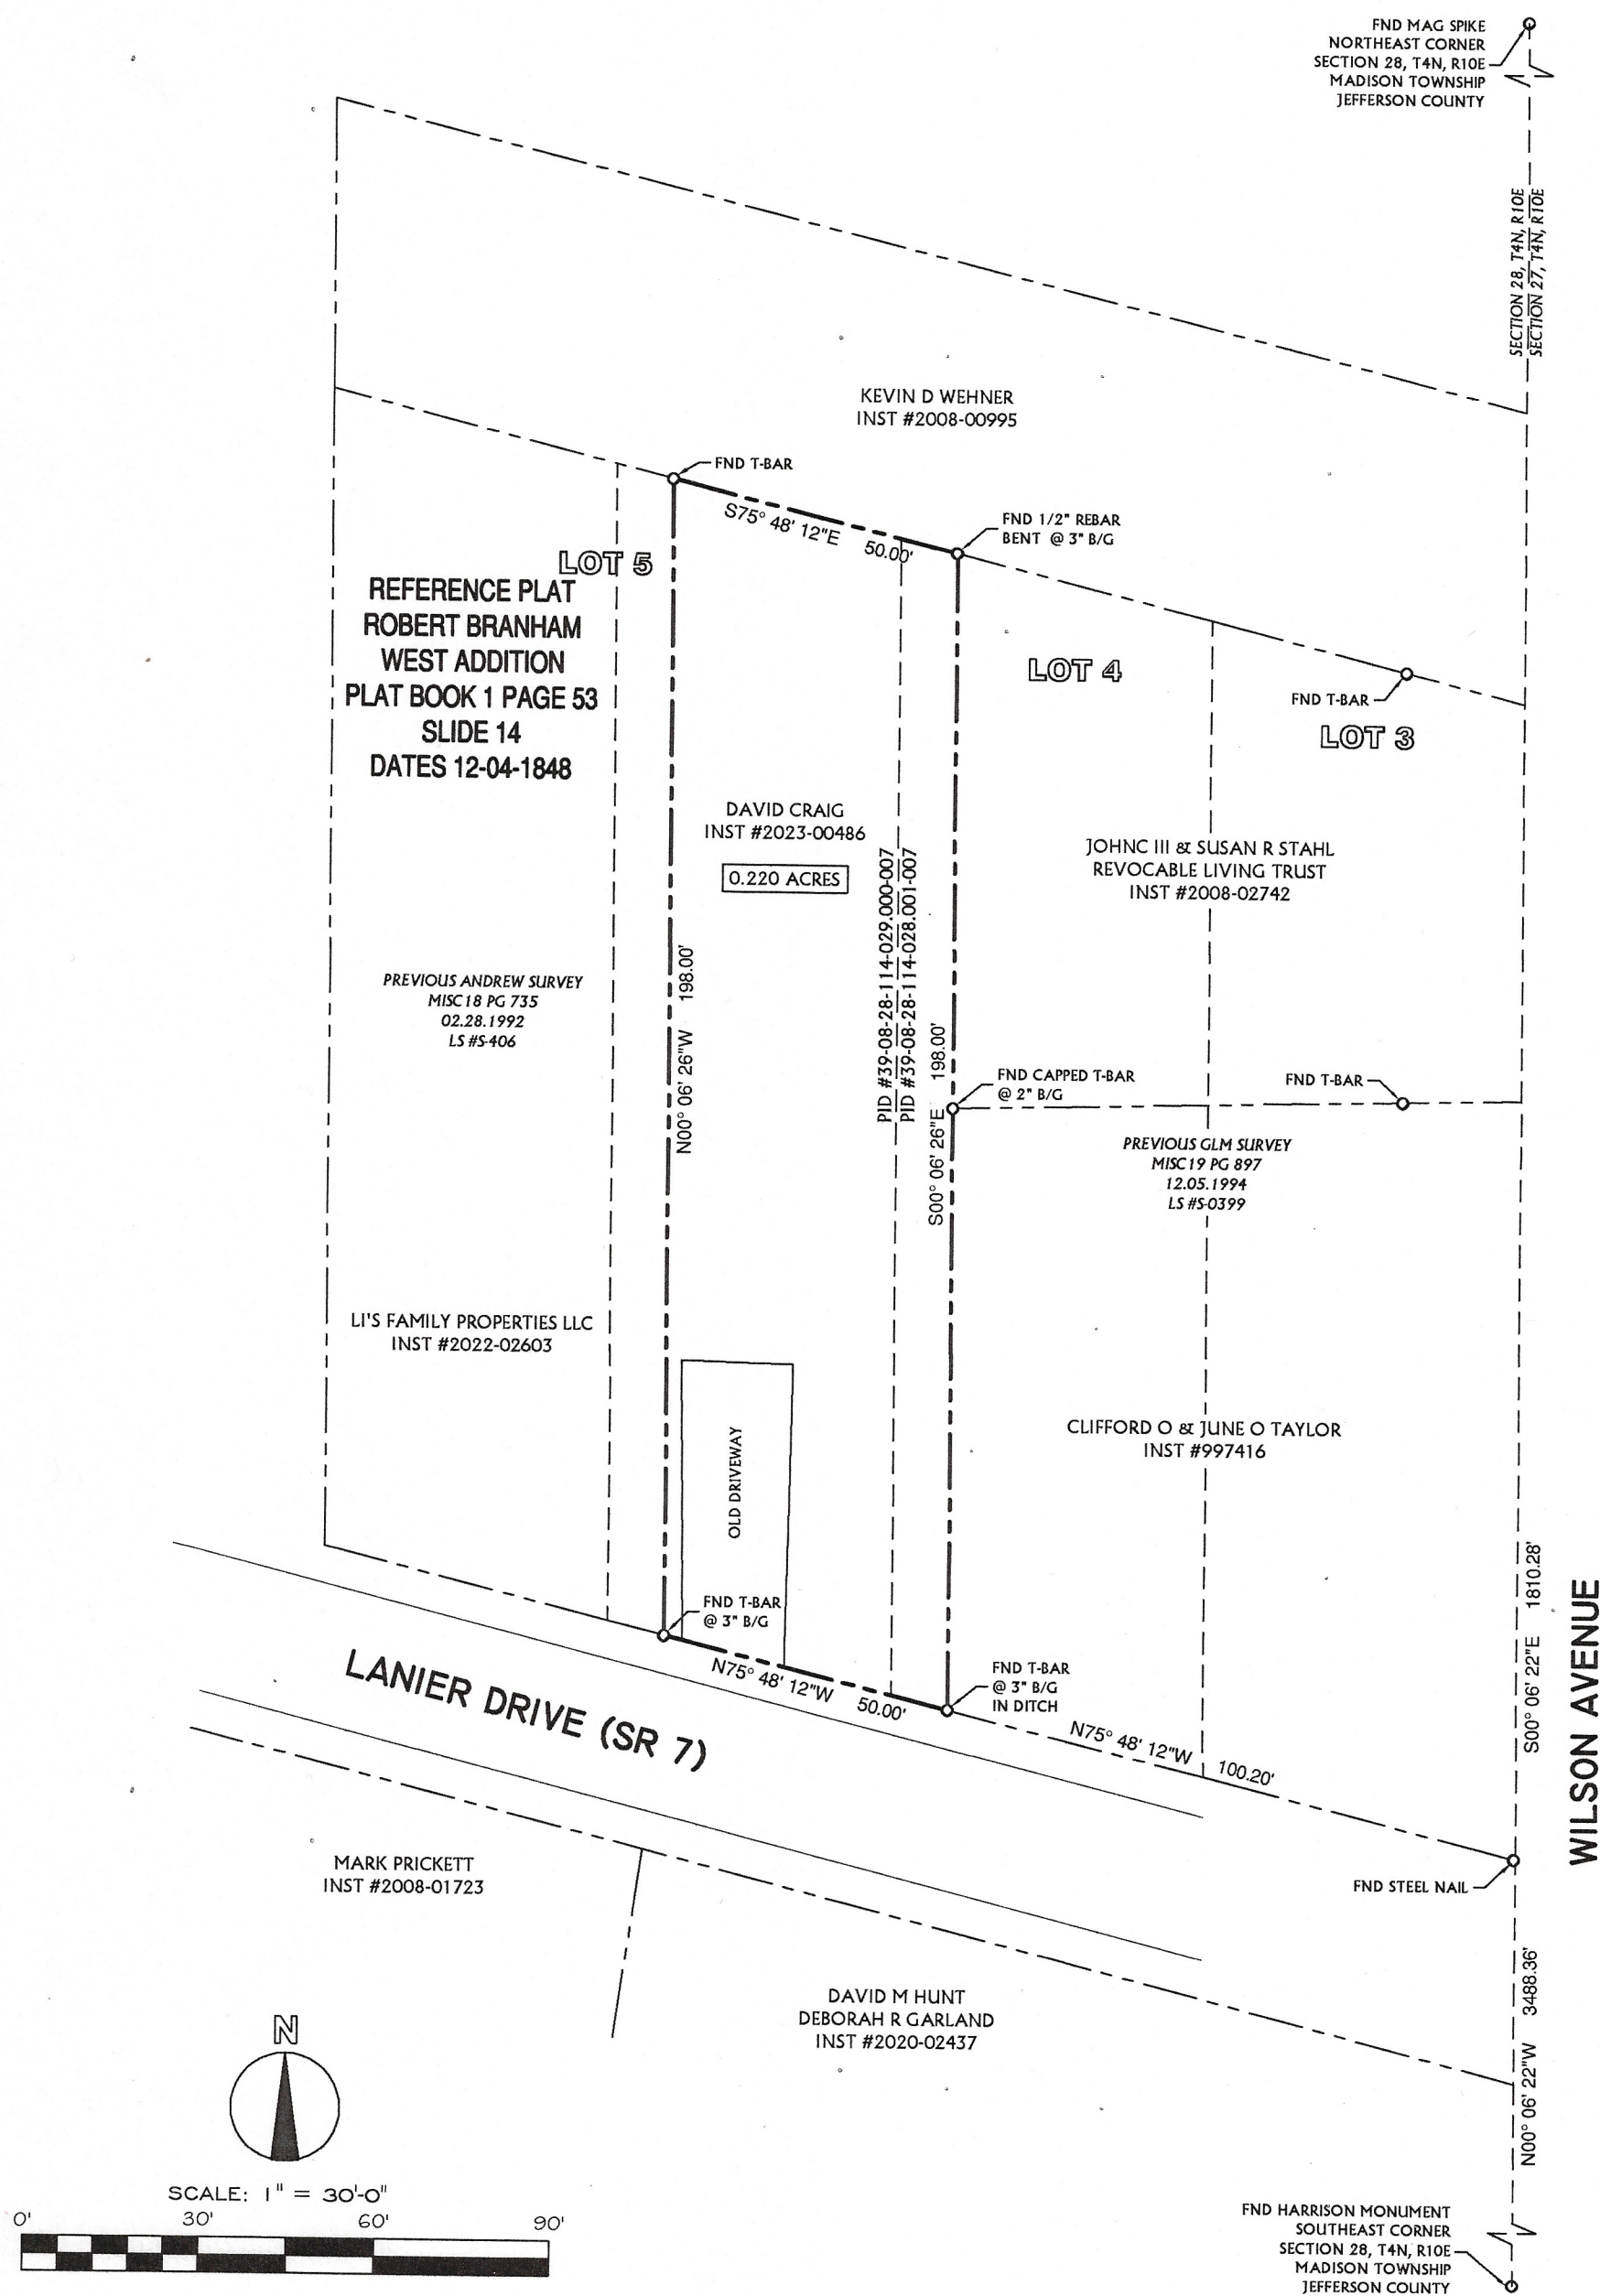 FND MAG SPIKE
NORTHEAST CORNER
SECTION 28, T4N, R10E
MADISON TOWNSHIP
JEFFERSON COUNTY
SECTION 28, T4N, R10E
SECTION 27, T4N, R10E
KEVIN D WEHNER
INST #2008-00995
FND T-BAR
S75° 48' 12"E 50.00'
FND 1/2" REBAR
BENT @ 3" B/G
LOT 5
REFERENCE PLAT
ROBERT BRANHAM
WEST ADDITION
PLAT BOOK 1 PAGE 53
SLIDE 14
DATES 12-04-1848
LOT 4
FND T-BAR
LOT 3
DAVID CRAIG
INST #2023-00486
0.220 ACRES
JOHNC III & SUSAN R STAHL
REVOCABLE LIVING TRUST
INST #2008-02742
PID #39-08-28-114-029.000-007
PID #39-08-28-114-028.001-007
PREVIOUS ANDREW SURVEY
MISC18 PG 735
02.28.1992
LS #S-406
N00° 06' 26"W 198.00'
S00° 06' 26"E 198.00'
FND CAPPED T-BAR
@ 2" B/G
FND T-BAR
PREVIOUS GLM SURVEY
MISC19 PG 897
12.05.1994
LS #S-0399
LI'S FAMILY PROPERTIES LLC
INST #2022-02603
OLD DRIVEWAY
CLIFFORD O & JUNE O TAYLOR
INST #997416
FND T-BAR
@ 3" B/G
N75° 48' 12"W 50.00'
FND T-BAR
@ 3" B/G
IN DITCH
N75° 48' 12"W 100.20'
S00° 06' 22"E 1810.28'
WILSON AVENUE
LANIER DRIVE (SR 7)
FND STEEL NAIL
MARK PRICKETT
INST #2008-01723
DAVID M HUNT
DEBORAH R GARLAND
INST #2020-02437
N00° 06' 22"W 3488.36'
N
SCALE: 1" = 30'-0"
0' 30' 60' 90'
FND HARRISON MONUMENT
SOUTHEAST CORNER
SECTION 28, T4N, R10E
MADISON TOWNSHIP
JEFFERSON COUNTY